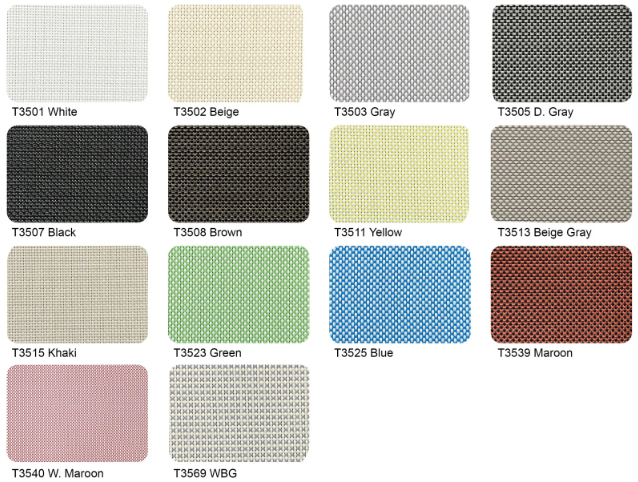 T3501 White
T3502 Beige
T3503 Gray
T3505 D. Gray
T3507 Black
T3508 Brown
T3511 Yellow
T3513 Beige Gray
T3515 Khaki
T3523 Green
T3525 Blue
T3539 Maroon
T3540 W. Maroon
T3569 WBG